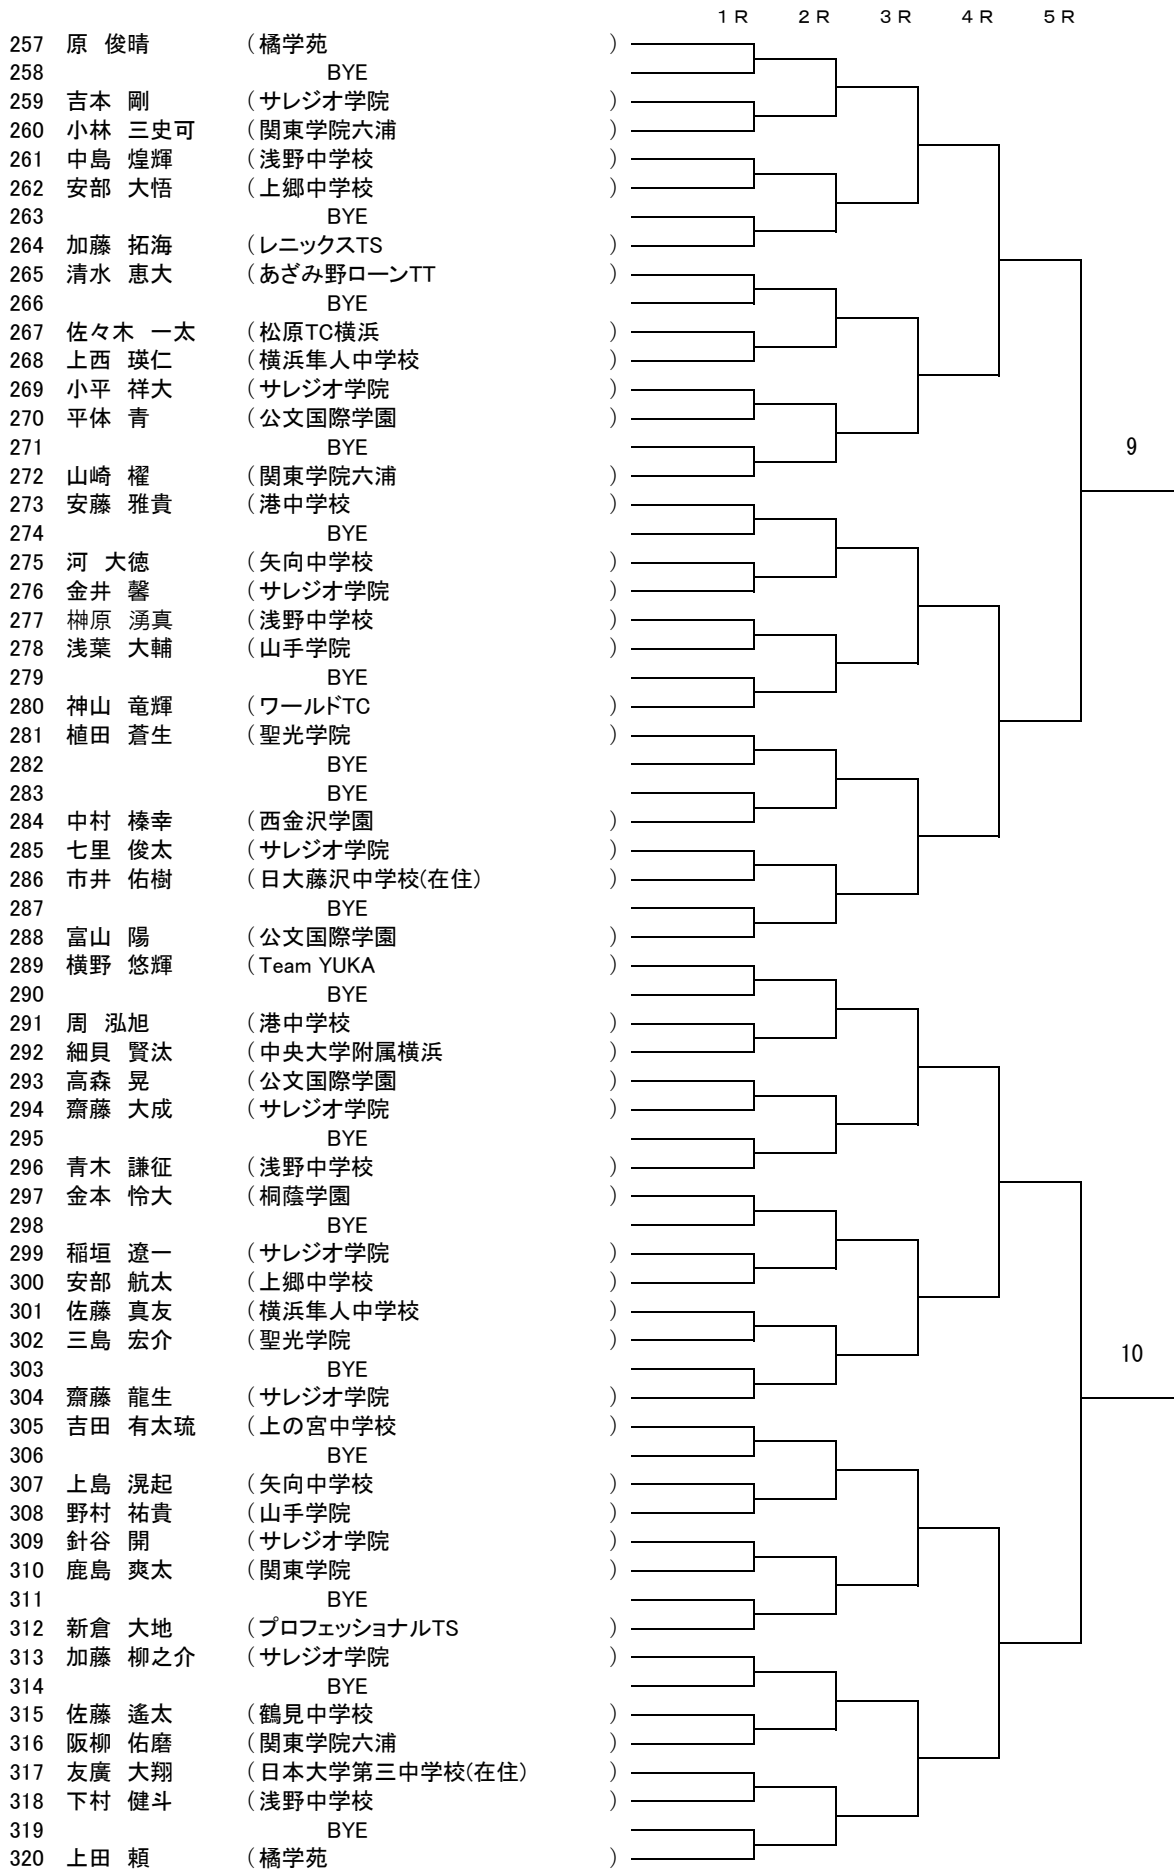 １Ｒ ２Ｒ ３Ｒ ４Ｒ ５Ｒ
257 原 俊晴 （橘学苑 ）
258 BYE
259 吉本 剛 （サレジオ学院 ）
260 小林 三史可 （関東学院六浦 ）
261 中島 煌輝 （浅野中学校 ）
262 安部 大悟 （上郷中学校 ）
263 BYE
264 加藤 拓海 （レニックスTS ）
265 清水 恵大 （あざみ野ローンTT ）
266 BYE
267 佐々木 一太 （松原TC横浜 ）
268 上西 瑛仁 （横浜隼人中学校 ）
269 小平 祥大 （サレジオ学院 ）
270 平体 青 （公文国際学園 ）
271 BYE
9
272 山崎 櫂 （関東学院六浦 ）
273 安藤 雅貴 （港中学校 ）
274 BYE
275 河 大徳 （矢向中学校 ）
276 金井 馨 （サレジオ学院 ）
277 榊原 湧真 （浅野中学校 ）
278 浅葉 大輔 （山手学院 ）
279 BYE
280 神山 竜輝 （ワールドTC ）
281 植田 蒼生 （聖光学院 ）
282 BYE
283 BYE
284 中村 榛幸 （西金沢学園 ）
285 七里 俊太 （サレジオ学院 ）
286 市井 佑樹 （日大藤沢中学校(在住） ）
287 BYE
288 富山 陽 （公文国際学園 ）
289 横野 悠輝 （Team YUKA ）
290 BYE
291 周 泓旭 （港中学校 ）
292 細貝 賢汰 （中央大学附属横浜 ）
293 高森 晃 （公文国際学園 ）
294 齋藤 大成 （サレジオ学院 ）
295 BYE
296 青木 謙征 （浅野中学校 ）
297 金本 怜大 （桐蔭学園 ）
298 BYE
299 稲垣 遼一 （サレジオ学院 ）
300 安部 航太 （上郷中学校 ）
301 佐藤 真友 （横浜隼人中学校 ）
302 三島 宏介 （聖光学院 ）
303 BYE
10
304 齋藤 龍生 （サレジオ学院 ）
305 吉田 有太琉 （上の宮中学校 ）
306 BYE
307 上島 滉起 （矢向中学校 ）
308 野村 祐貴 （山手学院 ）
309 針谷 開 （サレジオ学院 ）
310 鹿島 爽太 （関東学院 ）
311 BYE
312 新倉 大地 （プロフェッショナルTS ）
313 加藤 柳之介 （サレジオ学院 ）
314 BYE
315 佐藤 遙太 （鶴見中学校 ）
316 阪柳 佑磨 （関東学院六浦 ）
317 友廣 大翔 （日本大学第三中学校(在住） ）
318 下村 健斗 （浅野中学校 ）
319 BYE
320 上田 頼 （橘学苑 ）